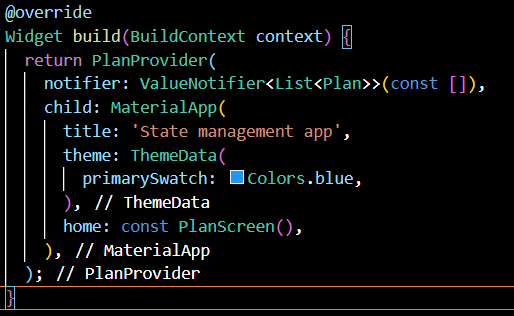 @override
Widget build(BuildContext context) {
return PlanProvider(
notifier: ValueNotifier<List<Plan>>(const []),
child: MaterialApp(
title: 'State management app',
theme: ThemeData(
primarySwatch: Colors.blue,
), // ThemeData
home: const PlanScreen(),
), // MaterialApp
); // PlanProvider
}